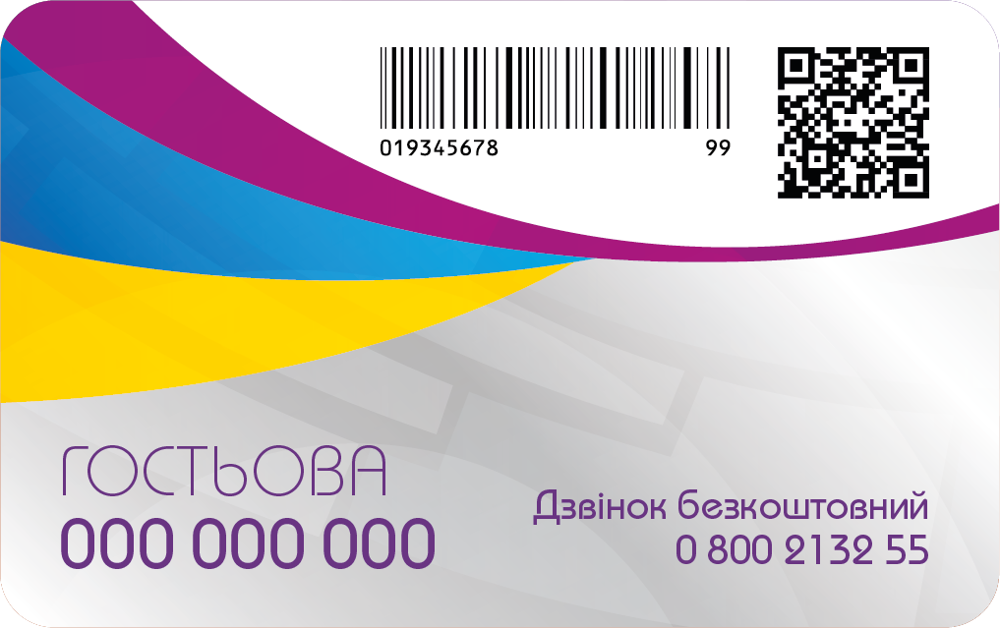 019345678 99
ГОСТЬОВА
000 000 000
Дзвінок безкоштовний
0 800 2132 55